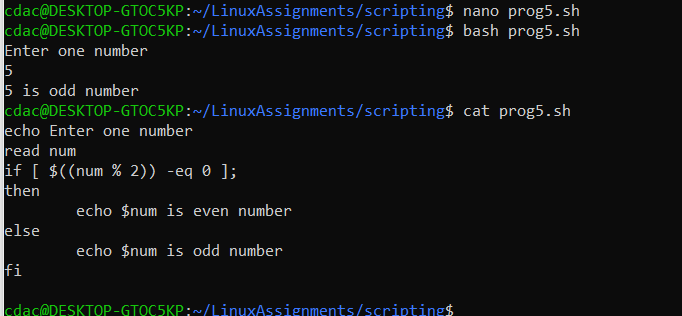 cdac@DESKTOP-GTOC5KP:~/LinuxAssignments/scripting$ nano prog5.sh
cdac@DESKTOP-GTOC5KP:~/LinuxAssignments/scripting$ bash prog5.sh
Enter one number
5
5 is odd number
cdac@DESKTOP-GTOC5KP:~/LinuxAssignments/scripting$ cat prog5.sh
echo Enter one number
read num
if [ $((num % 2)) -eq 0 ];
then
        echo $num is even number
else
        echo $num is odd number
fi

cdac@DESKTOP-GTOC5KP:~/LinuxAssignments/scripting$